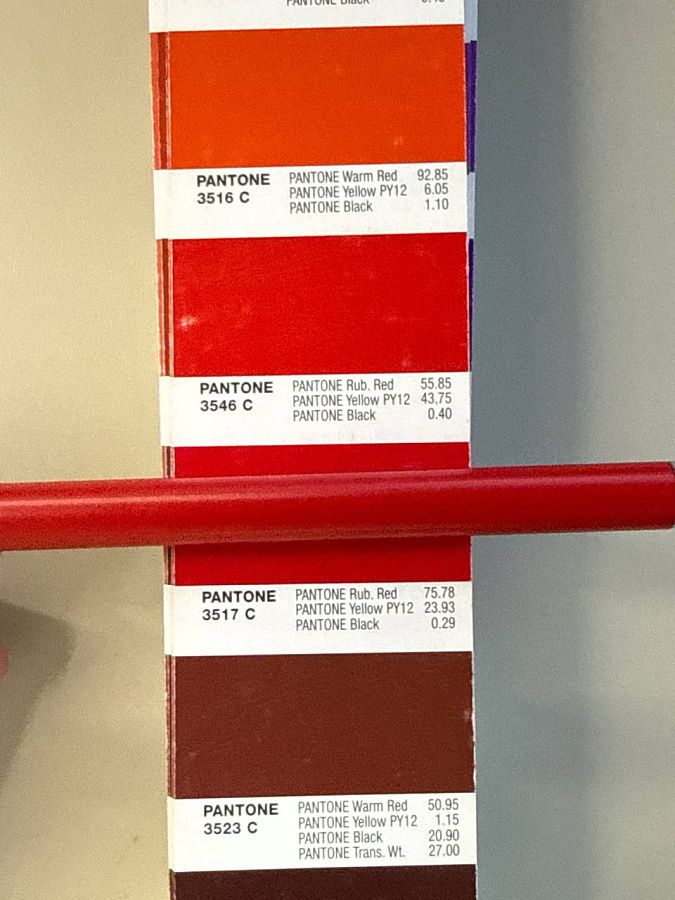 PANTONE Black
PANTONE 3516 C
PANTONE Warm Red 92.85
PANTONE Yellow PY12 6.05
PANTONE Black 1.10
PANTONE 3546 C
PANTONE Rub. Red 55.85
PANTONE Yellow PY12 43.75
PANTONE Black 0.40
PANTONE 3517 C
PANTONE Rub. Red 75.78
PANTONE Yellow PY12 23.93
PANTONE Black 0.29
PANTONE 3523 C
PANTONE Warm Red 50.95
PANTONE Yellow PY12 1.15
PANTONE Black 20.90
PANTONE Trans. Wt. 27.00